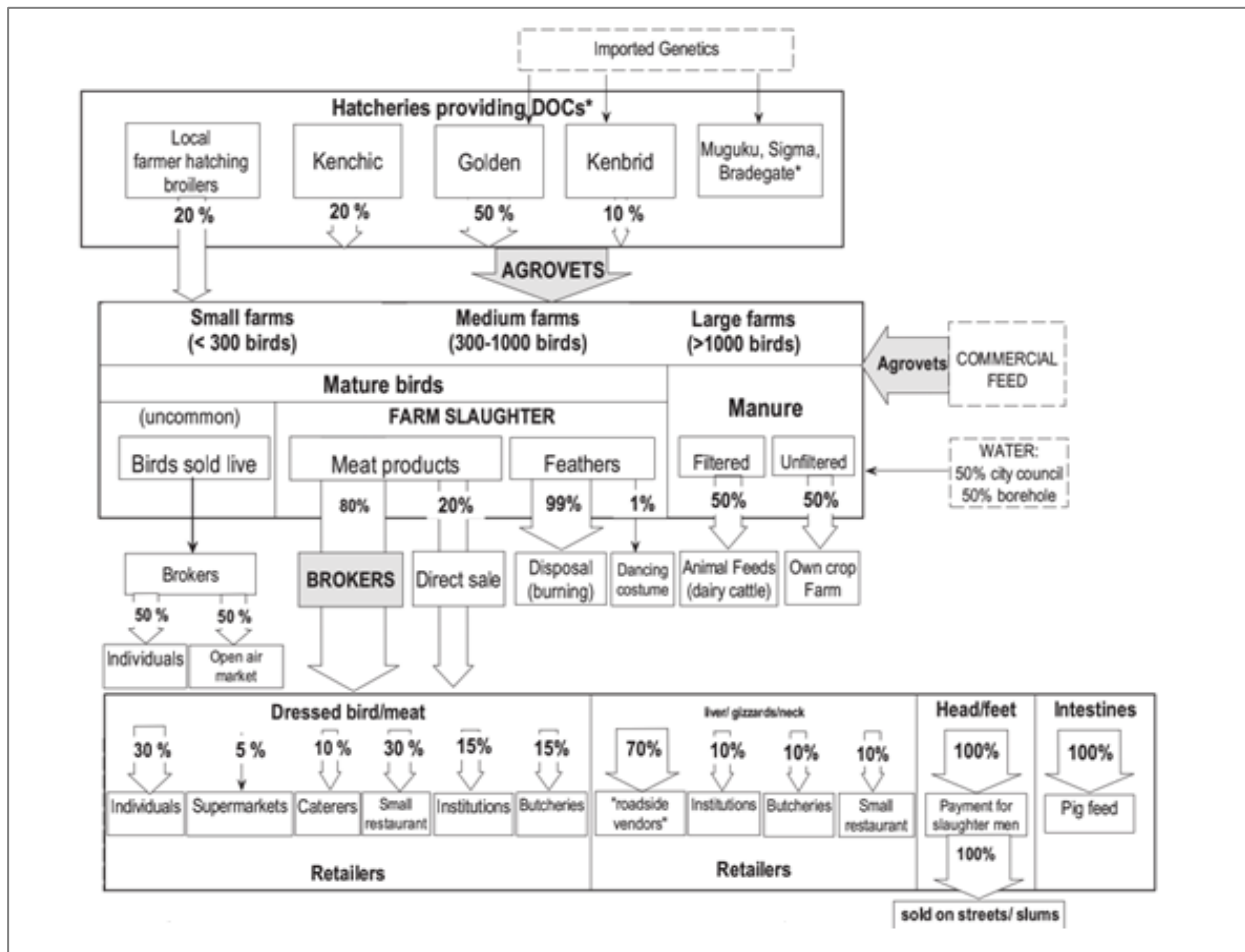 Imported Genetics
Hatcheries providing DOCs*
Local
farmer hatching
broilers
Kenchic
Golden
Kenbrid
Muguku, Sigma,
Bradegate*
20 %
20 %
50 %
10 %
AGROVETS
Small farms
(< 300 birds)
Medium farms
(300-1000 birds)
Large farms
(>1000 birds)
Agrovets
COMMERCIAL
FEED
Mature birds
Manure
(uncommon)
FARM SLAUGHTER
Birds sold live
Meat products
Feathers
Filtered
Unfiltered
WATER:
50% city council
50% borehole
80%
20%
99%
1%
50%
50%
Brokers
BROKERS
Direct sale
Disposal
(burning)
Dancing
costume
Animal Feeds
(dairy cattle)
Own crop
Farm
50 %
50 %
Individuals
Open air
market
Dressed bird/meat
liver/ gizzards/neck
Head/feet
Intestines
30 %
5 %
10 %
30 %
15%
15%
70%
10%
10%
10%
100%
100%
Individuals
Supermarkets
Caterers
Small
restaurant
Institutions
Butcheries
"roadside
vendors"
Institutions
Butcheries
Small
restaurant
Payment for
slaughter men
Pig feed
100%
Retailers
Retailers
sold on streets/ slums